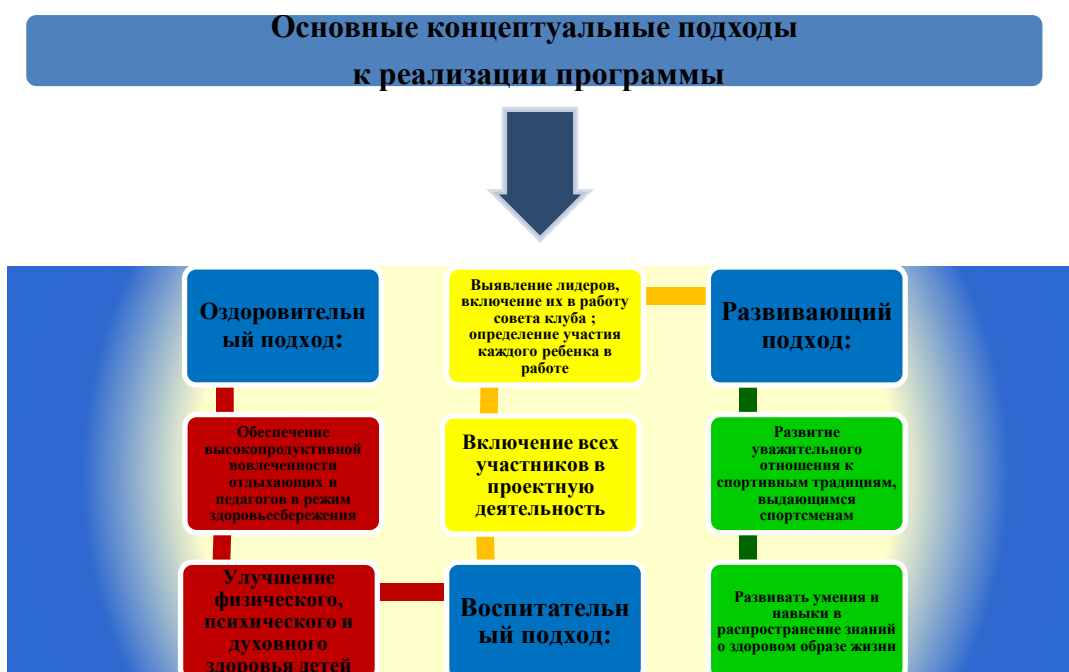 Основные концептуальные подходы
к реализации программы
Оздоровительн
ый подход:
Обеспечение
высокопродуктивной
вовлеченности
отдыхающих и
педагогов в режим
здоровьесбережения
Улучшение
физического,
психического и
духовного
здоровья детей
Воспитательн
ый подход:
Включение всех
участников в
проектную
деятельность
Выявление лидеров,
включение их в работу
совета клуба ;
определение участия
каждого ребенка в
работе
Развивающий
подход:
Развитие
уважительного
отношения к
спортивным традициям,
выдающимся
спортсменам
Развивать умения и
навыки в
распространение знаний
о здоровом образе жизни